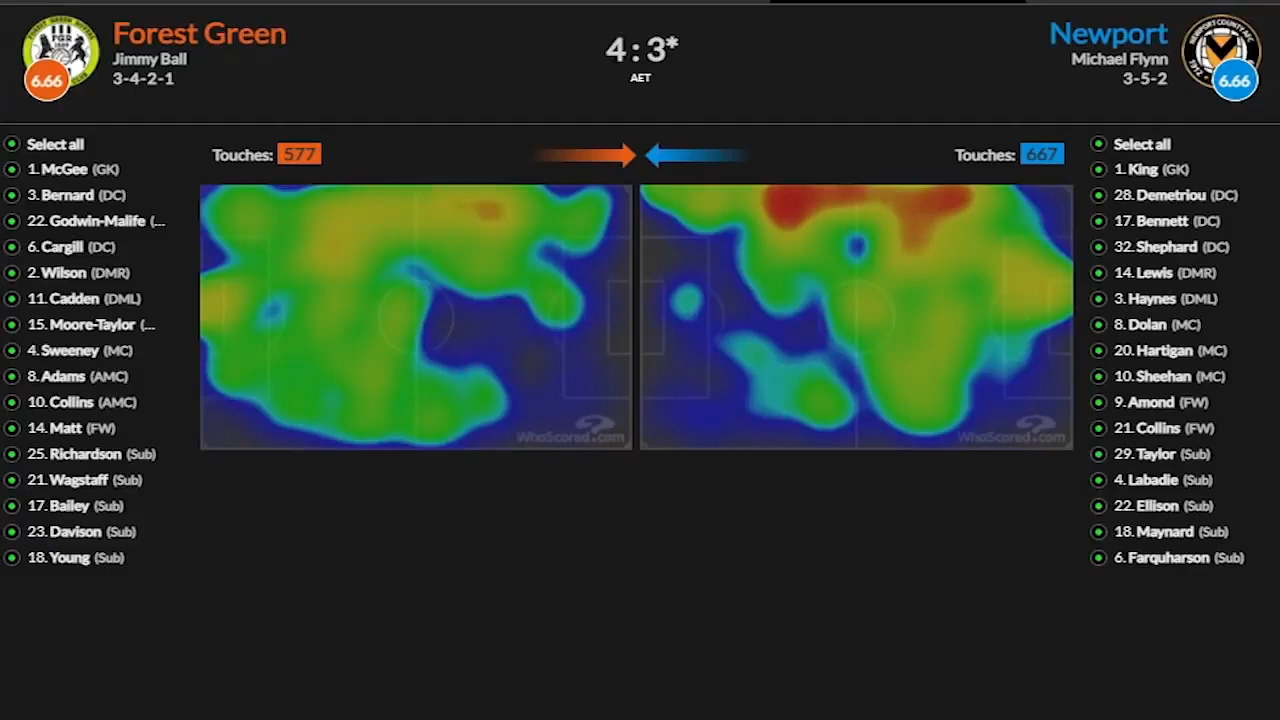 Forest Green
Jimmy Ball
3-4-2-1
6.66
4 : 3*
AET
Newport
Michael Flynn
3-5-2
6.66
Select all
1. McGee (GK)
3. Bernard (DC)
22. Godwin-Malife (...
6. Cargill (DC)
2. Wilson (DMR)
11. Cadden (DML)
15. Moore-Taylor (...
4. Sweeney (MC)
8. Adams (AMC)
10. Collins (AMC)
14. Matt (FW)
25. Richardson (Sub)
21. Wagstaff (Sub)
17. Bailey (Sub)
23. Davison (Sub)
18. Young (Sub)
Touches: 577
Touches: 667
WhoScored.com
WhoScored.com
Select all
1. King (GK)
28. Demetriou (DC)
17. Bennett (DC)
32. Shephard (DC)
14. Lewis (DMR)
3. Haynes (DML)
8. Dolan (MC)
20. Hartigan (MC)
10. Sheehan (MC)
9. Amond (FW)
21. Collins (FW)
29. Taylor (Sub)
4. Labadie (Sub)
22. Ellison (Sub)
18. Maynard (Sub)
6. Farquharson (Sub)